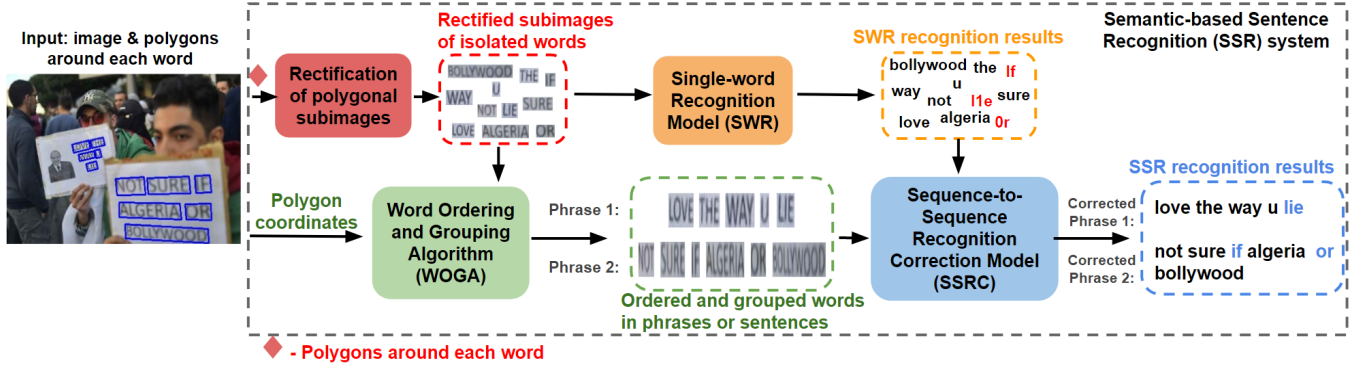 Input: image & polygons
around each word
NOT SURE IF
ALGERIA OR
BOLLYWOOD
Rectification
of polygonal
subimages
Rectified subimages
of isolated words
BOLLYWOOD THE IF
U
WAY NOT LIE SURE
LOVE ALGERIA OR
Single-word
Recognition
Model (SWR)
SWR recognition results
bollywood the lf
u
way not l1e sure
love algeria 0r
Semantic-based Sentence
Recognition (SSR) system
Polygon
coordinates
Word Ordering
and Grouping
Algorithm
(WOGA)
Phrase 1:
LOVE THE WAY U LIE
Phrase 2:
NOT SURE IF ALGERIA OR BOLLYWOOD
Ordered and grouped words
in phrases or sentences
Sequence-to-
Sequence
Recognition
Correction Model
(SSRC)
Corrected
Phrase 1:
Corrected
Phrase 2:
SSR recognition results
love the way u lie
not sure if algeria or
bollywood
- Polygons around each word